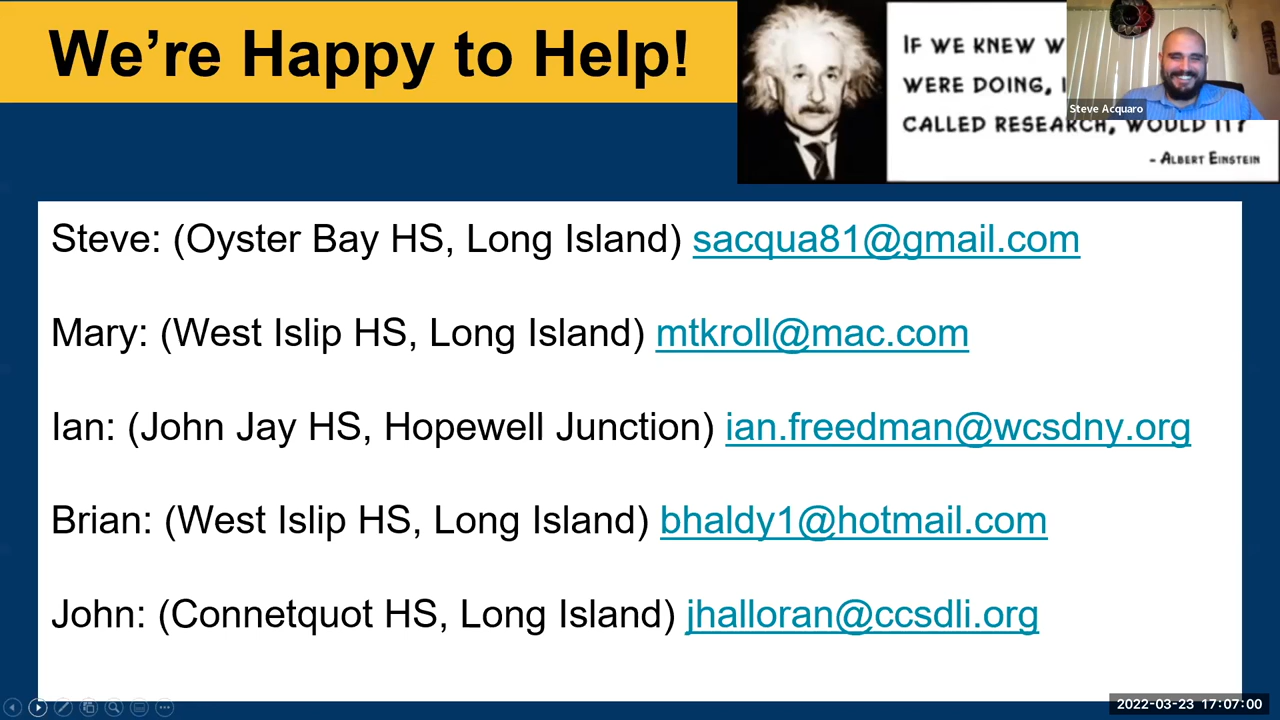 We’re Happy to Help!
IF WE KNEW
WERE DOING,
CALLED RESEARCH, WOULD IT?
- ALBERT EINSTEIN
Steve Acquaro
Steve: (Oyster Bay HS, Long Island) sacqua81@gmail.com
Mary: (West Islip HS, Long Island) mtkroll@mac.com
Ian: (John Jay HS, Hopewell Junction) ian.freedman@wcsdny.org
Brian: (West Islip HS, Long Island) bhaldy1@hotmail.com
John: (Connetquot HS, Long Island) jhalloran@ccsdli.org
2022-03-23 17:07:00